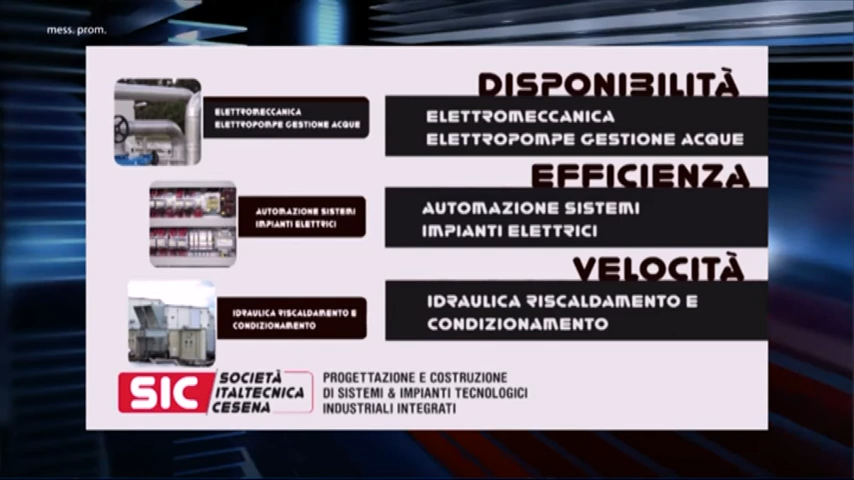 mess. prom.
DISPONIBILITÀ
ELETTROMECCANICA
ELETTROPOMPE GESTIONE ACQUE
ELETTROMECCANICA
ELETTROPOMPE GESTIONE ACQUE
EFFICIENZA
AUTOMAZIONE SISTEMI
IMPIANTI ELETTRICI
AUTOMAZIONE SISTEMI
IMPIANTI ELETTRICI
VELOCITÀ
IDRAULICA RISCALDAMENTO E
CONDIZIONAMENTO
IDRAULICA RISCALDAMENTO E
CONDIZIONAMENTO
SIC
SOCIETÀ
ITALTECNICA
CESENA
PROGETTAZIONE E COSTRUZIONE
DI SISTEMI & IMPIANTI TECNOLOGICI
INDUSTRIALI INTEGRATI